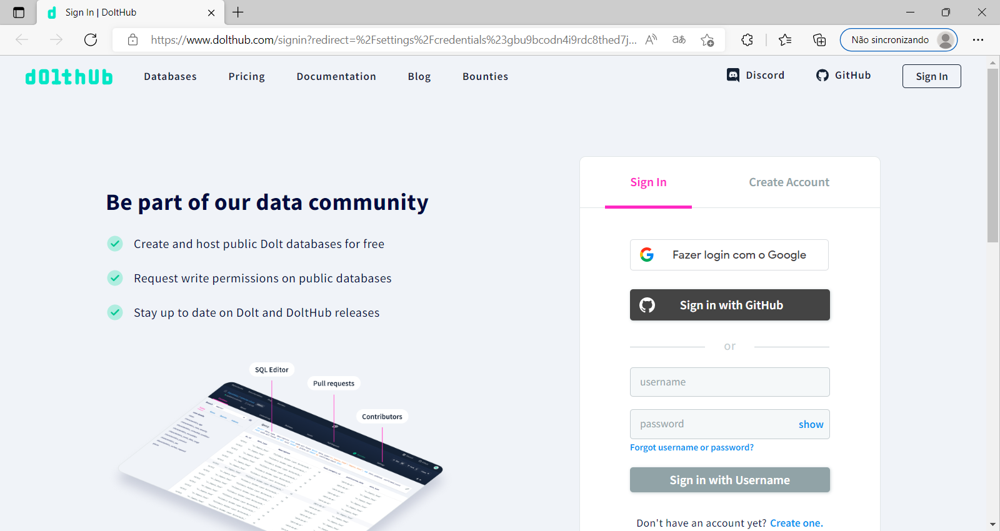 Sign In | DoltHub
https://www.dolthub.com/signin?redirect=%2Fsettings%2Fcredentials%23gbu9bcodn4i9rdc8thed7j...
Não sincronizando
dolthub
Databases
Pricing
Documentation
Blog
Bounties
Discord
GitHub
Sign In
Be part of our data community
Create and host public Dolt databases for free
Request write permissions on public databases
Stay up to date on Dolt and DoltHub releases
SQL Editor
Pull requests
Contributors
Query
Sign In
Create Account
Fazer login com o Google
Sign in with GitHub
or
username
password
show
Forgot username or password?
Sign in with Username
Don't have an account yet? Create one.